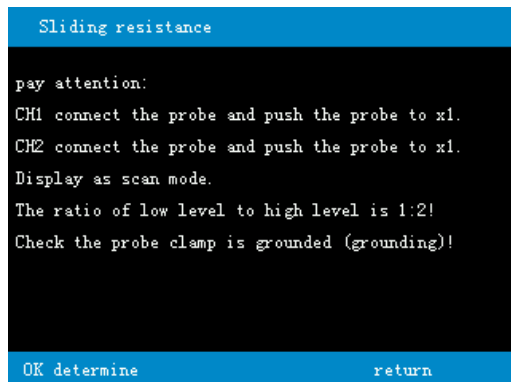 Sliding resistance
pay attention:
CH1 connect the probe and push the probe to x1.
CH2 connect the probe and push the probe to x1.
Display as scan mode.
The ratio of low level to high level is 1:2!
Check the probe clamp is grounded (grounding)!
OK determine return